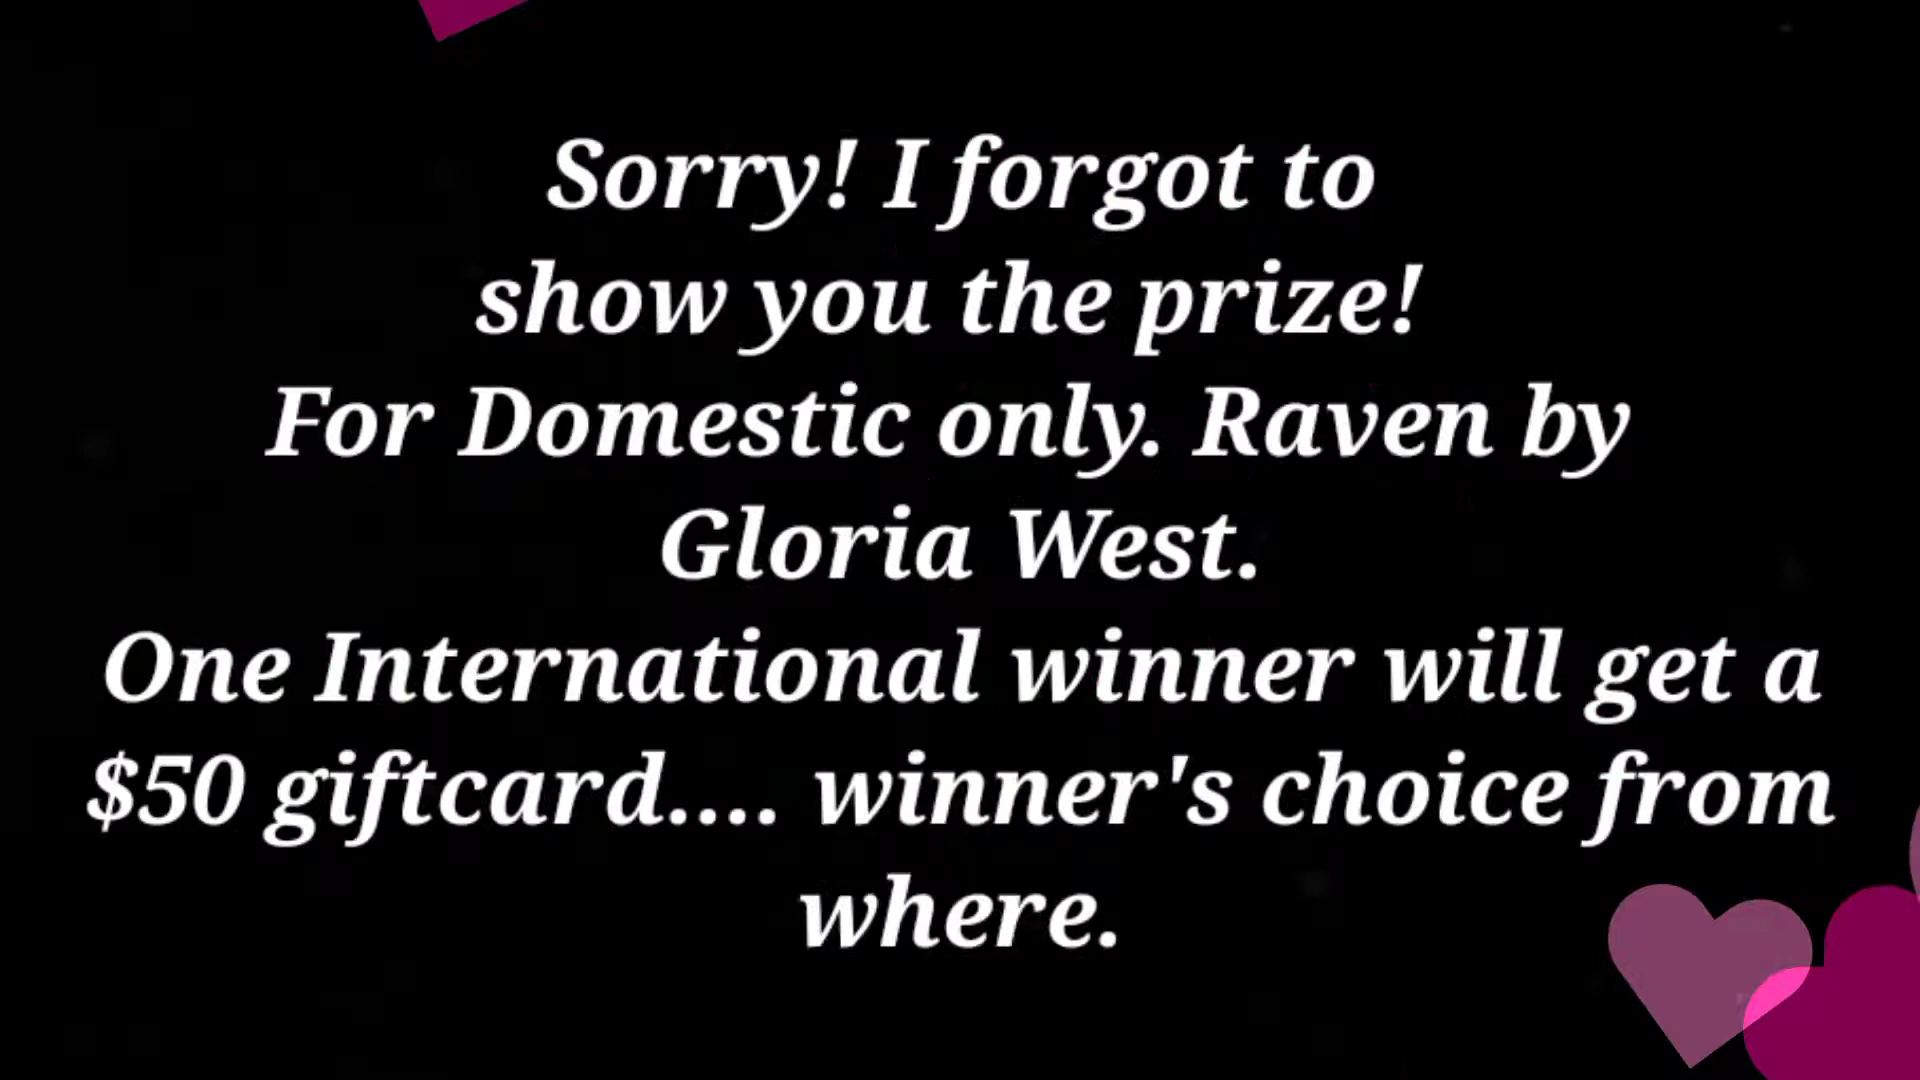 Sorry! I forgot to
show you the prize!
For Domestic only. Raven by
Gloria West.
One International winner will get a
$50 giftcard.... winner's choice from
where.